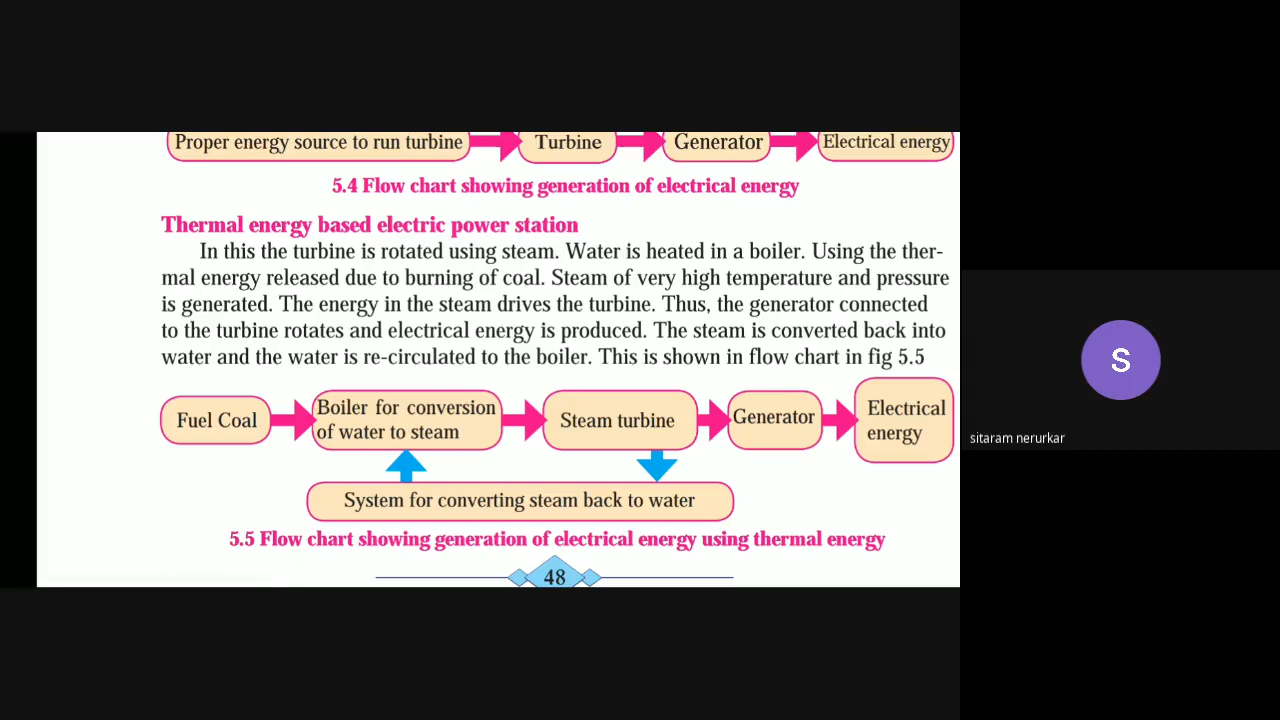 Proper energy source to run turbine
Turbine
Generator
Electrical energy
5.4 Flow chart showing generation of electrical energy
Thermal energy based electric power station
In this the turbine is rotated using steam. Water is heated in a boiler. Using the ther-
mal energy released due to burning of coal. Steam of very high temperature and pressure
is generated. The energy in the steam drives the turbine. Thus, the generator connected
to the turbine rotates and electrical energy is produced. The steam is converted back into
water and the water is re-circulated to the boiler. This is shown in flow chart in fig 5.5
Fuel Coal
Boiler for conversion
of water to steam
Steam turbine
Generator
Electrical
energy
System for converting steam back to water
5.5 Flow chart showing generation of electrical energy using thermal energy
48
S
sitaram nerurkar